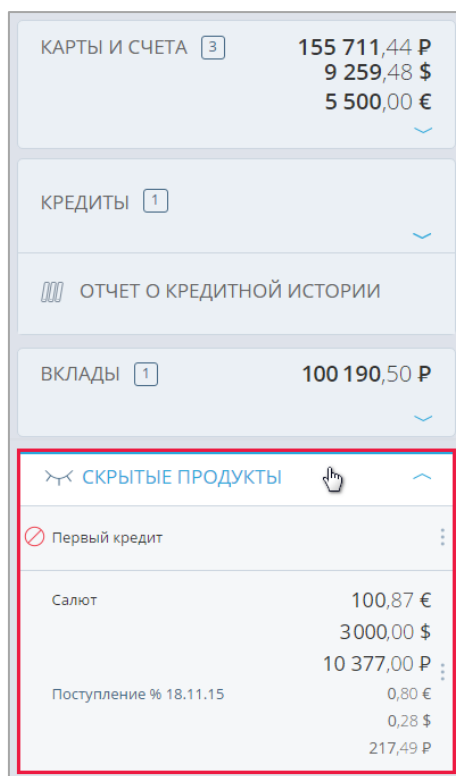 КАРТЫ И СЧЕТА 3 155 711,44 ₽
9 259,48 $
5 500,00 €
КРЕДИТЫ 1
ОТЧЕТ О КРЕДИТНОЙ ИСТОРИИ
ВКЛАДЫ 1 100 190,50 ₽
СКРЫТЫЕ ПРОДУКТЫ
Первый кредит
Салют 100,87 €
3000,00 $
10 377,00 ₽
Поступление % 18.11.15 0,80 €
0,28 $
217,49 ₽